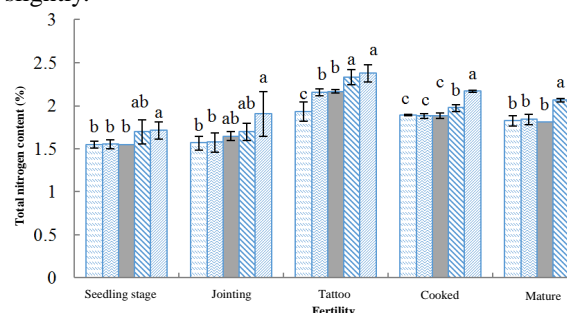 slightly.
3
2.5
2
1.5
1
0.5
0
Total nitrogen content (%)
b b b ab a
b b ab ab a
c b b a a
c c c b a
b b b a
Seedling stage Jointing Tattoo Cooked Mature
Fertility